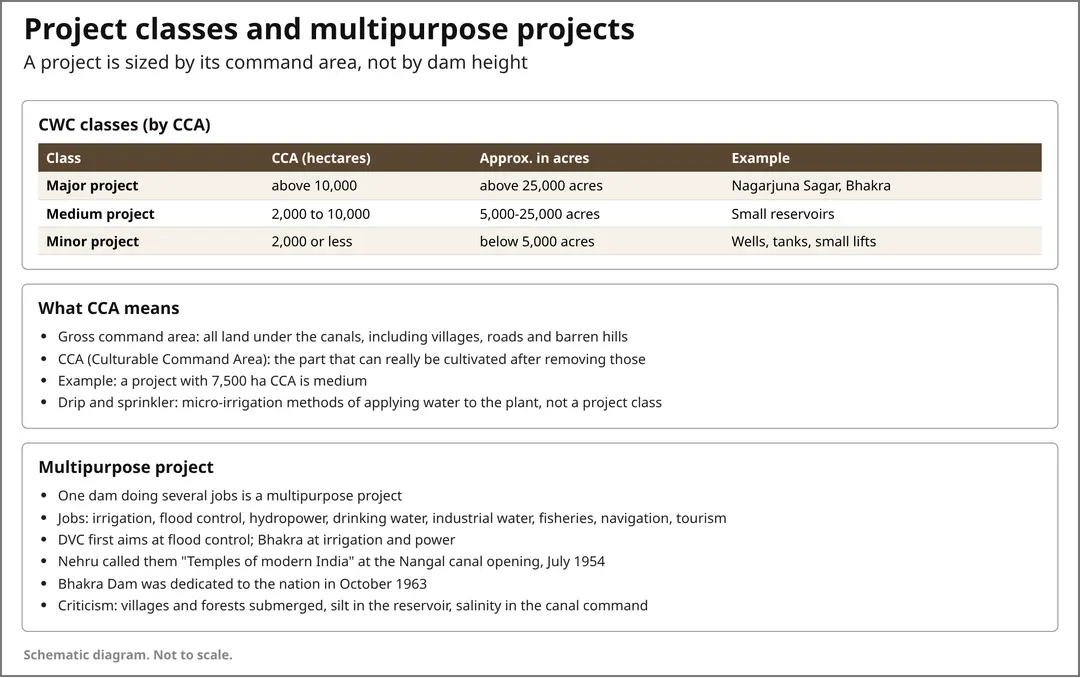 Project classes and multipurpose projects
A project is sized by its command area, not by dam height
CWC classes (by CCA)
Class CCA (hectares) Approx. in acres Example
Major project above 10,000 above 25,000 acres Nagarjuna Sagar, Bhakra
Medium project 2,000 to 10,000 5,000-25,000 acres Small reservoirs
Minor project 2,000 or less below 5,000 acres Wells, tanks, small lifts
What CCA means
• Gross command area: all land under the canals, including villages, roads and barren hills
• CCA (Culturable Command Area): the part that can really be cultivated after removing those
• Example: a project with 7,500 ha CCA is medium
• Drip and sprinkler: micro-irrigation methods of applying water to the plant, not a project class
Multipurpose project
• One dam doing several jobs is a multipurpose project
• Jobs: irrigation, flood control, hydropower, drinking water, industrial water, fisheries, navigation, tourism
• DVC first aims at flood control; Bhakra at irrigation and power
• Nehru called them "Temples of modern India" at the Nangal canal opening, July 1954
• Bhakra Dam was dedicated to the nation in October 1963
• Criticism: villages and forests submerged, silt in the reservoir, salinity in the canal command
Schematic diagram. Not to scale.